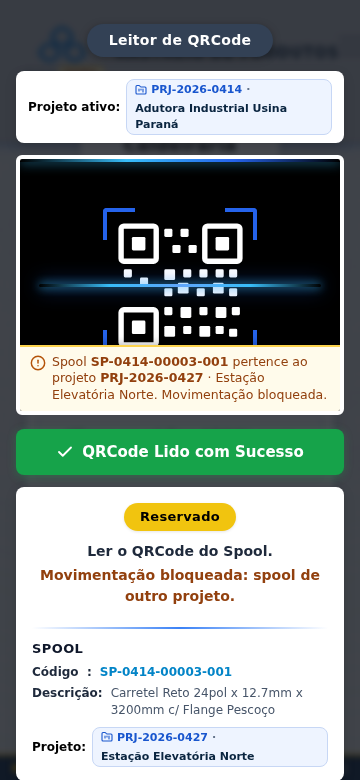 Leitor de QRCode
Projeto ativo:
PRJ-2026-0414 ·
Adutora Industrial Usina
Paraná
Spool SP-0414-00003-001 pertence ao
projeto PRJ-2026-0427 · Estação
Elevatória Norte. Movimentação bloqueada.
QRCode Lido com Sucesso
Reservado
Ler o QRCode do Spool.
Movimentação bloqueada: spool de
outro projeto.
SPOOL
Código : SP-0414-00003-001
Descrição: Carretel Reto 24pol x 12.7mm x
3200mm c/ Flange Pescoço
Projeto:
PRJ-2026-0427 ·
Estação Elevatória Norte